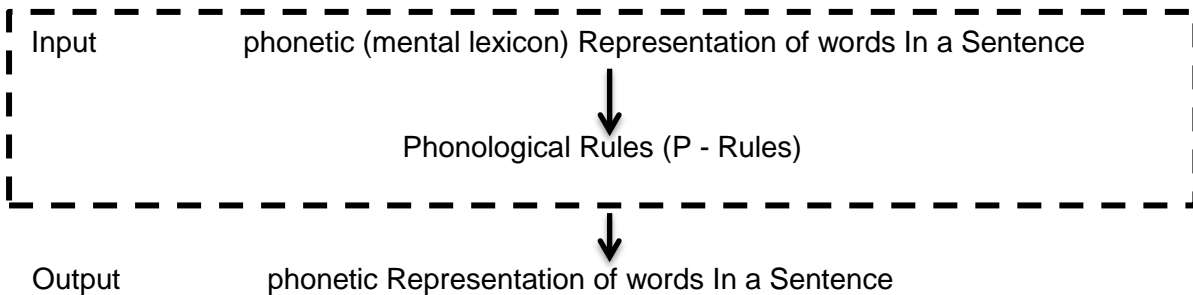 Input phonetic (mental lexicon) Representation of words In a Sentence
Phonological Rules (P - Rules)
Output phonetic Representation of words In a Sentence